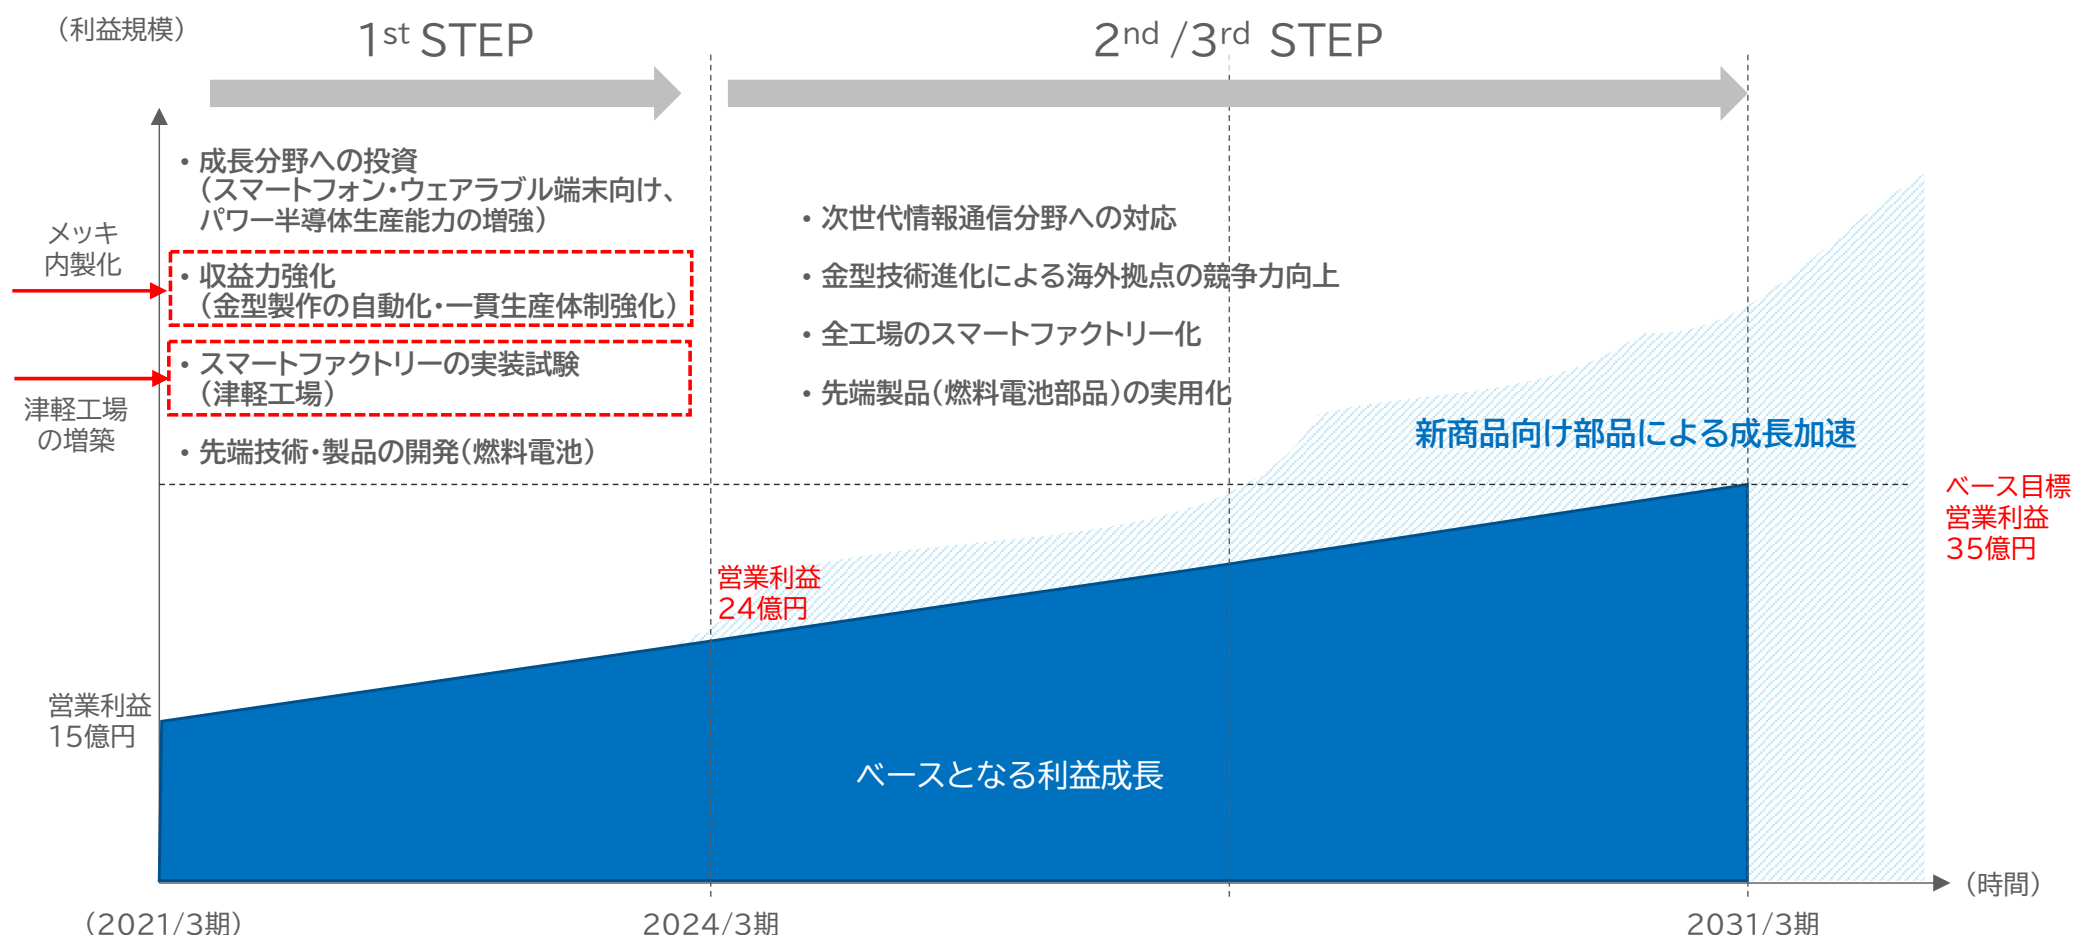 （利益規模）
1st STEP
2nd /3rd STEP
・成長分野への投資
（スマートフォン・ウェアラブル端末向け、
パワー半導体生産能力の増強）
メッキ
内製化
・収益力強化
（金型製作の自動化・一貫生産体制強化）
・スマートファクトリーの実装試験
（津軽工場）
津軽工場
の増築
・先端技術・製品の開発（燃料電池）
・次世代情報通信分野への対応
・金型技術進化による海外拠点の競争力向上
・全工場のスマートファクトリー化
・先端製品（燃料電池部品）の実用化
新商品向け部品による成長加速
ベース目標
営業利益
35億円
営業利益
24億円
営業利益
15億円
ベースとなる利益成長
（時間）
（2021/3期）
2024/3期
2031/3期